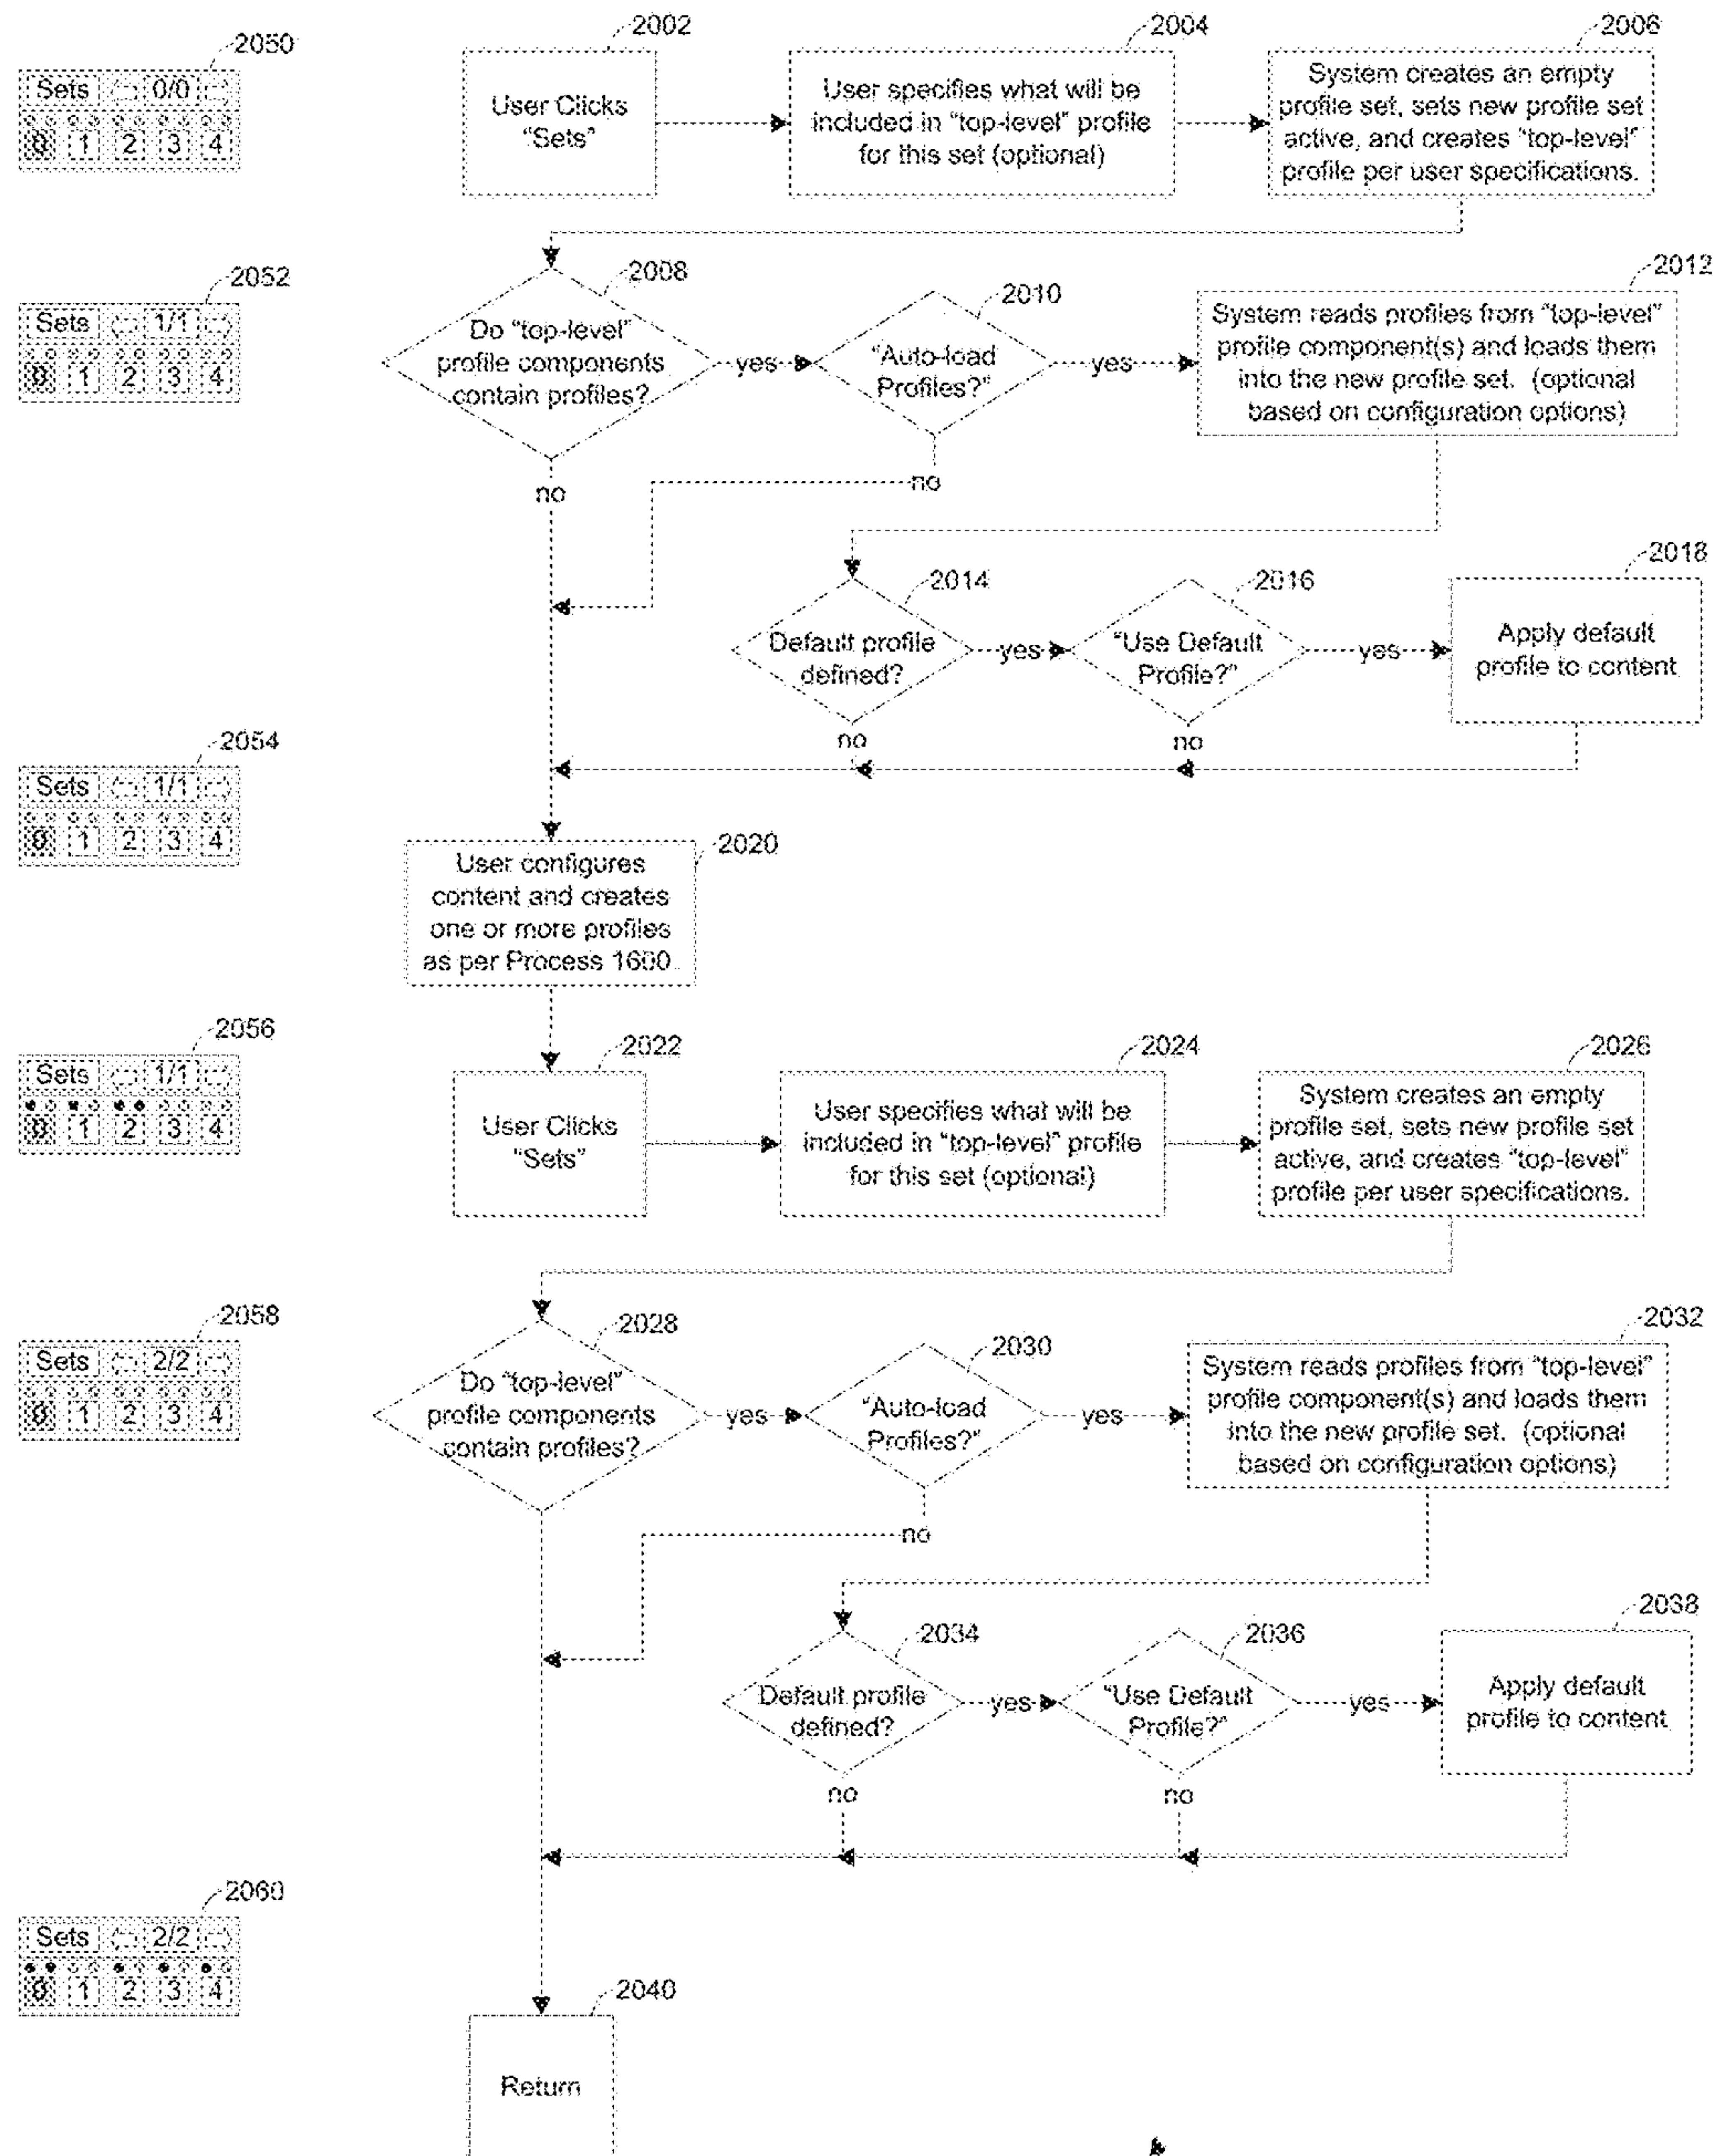 2050
Sets 0/0
0 1 2 3 4
2002
User Clicks
"Sets"
2004
User specifies what will be
included in "top-level" profile
for this set (optional)
2006
System creates an empty
profile set, sets new profile set
active, and creates "top-level"
profile per user specifications.
2052
Sets 1/1
0 1 2 3 4
2008
Do "top-level"
profile components
contain profiles?
yes
no
2010
"Auto-load
Profiles?"
yes
no
2012
System reads profiles from "top-level"
profile component(s) and loads them
into the new profile set. (optional
based on configuration options)
2014
Default profile
defined?
yes
no
2016
"Use Default
Profile?"
yes
no
2018
Apply default
profile to content
2054
Sets 1/1
0 1 2 3 4
2020
User configures
content and creates
one or more profiles
as per Process 1600.
2056
Sets 1/1
0 1 2 3 4
2022
User Clicks
"Sets"
2024
User specifies what will be
included in "top-level" profile
for this set (optional)
2026
System creates an empty
profile set, sets new profile set
active, and creates "top-level"
profile per user specifications.
2058
Sets 2/2
0 1 2 3 4
2028
Do "top-level"
profile components
contain profiles?
yes
2030
"Auto-load
Profiles?"
yes
no
2032
System reads profiles from "top-level"
profile component(s) and loads them
into the new profile set. (optional
based on configuration options)
2034
Default profile
defined?
yes
no
2036
"Use Default
Profile?"
yes
no
2038
Apply default
profile to content
2060
Sets 2/2
0 1 2 3 4
2040
Return